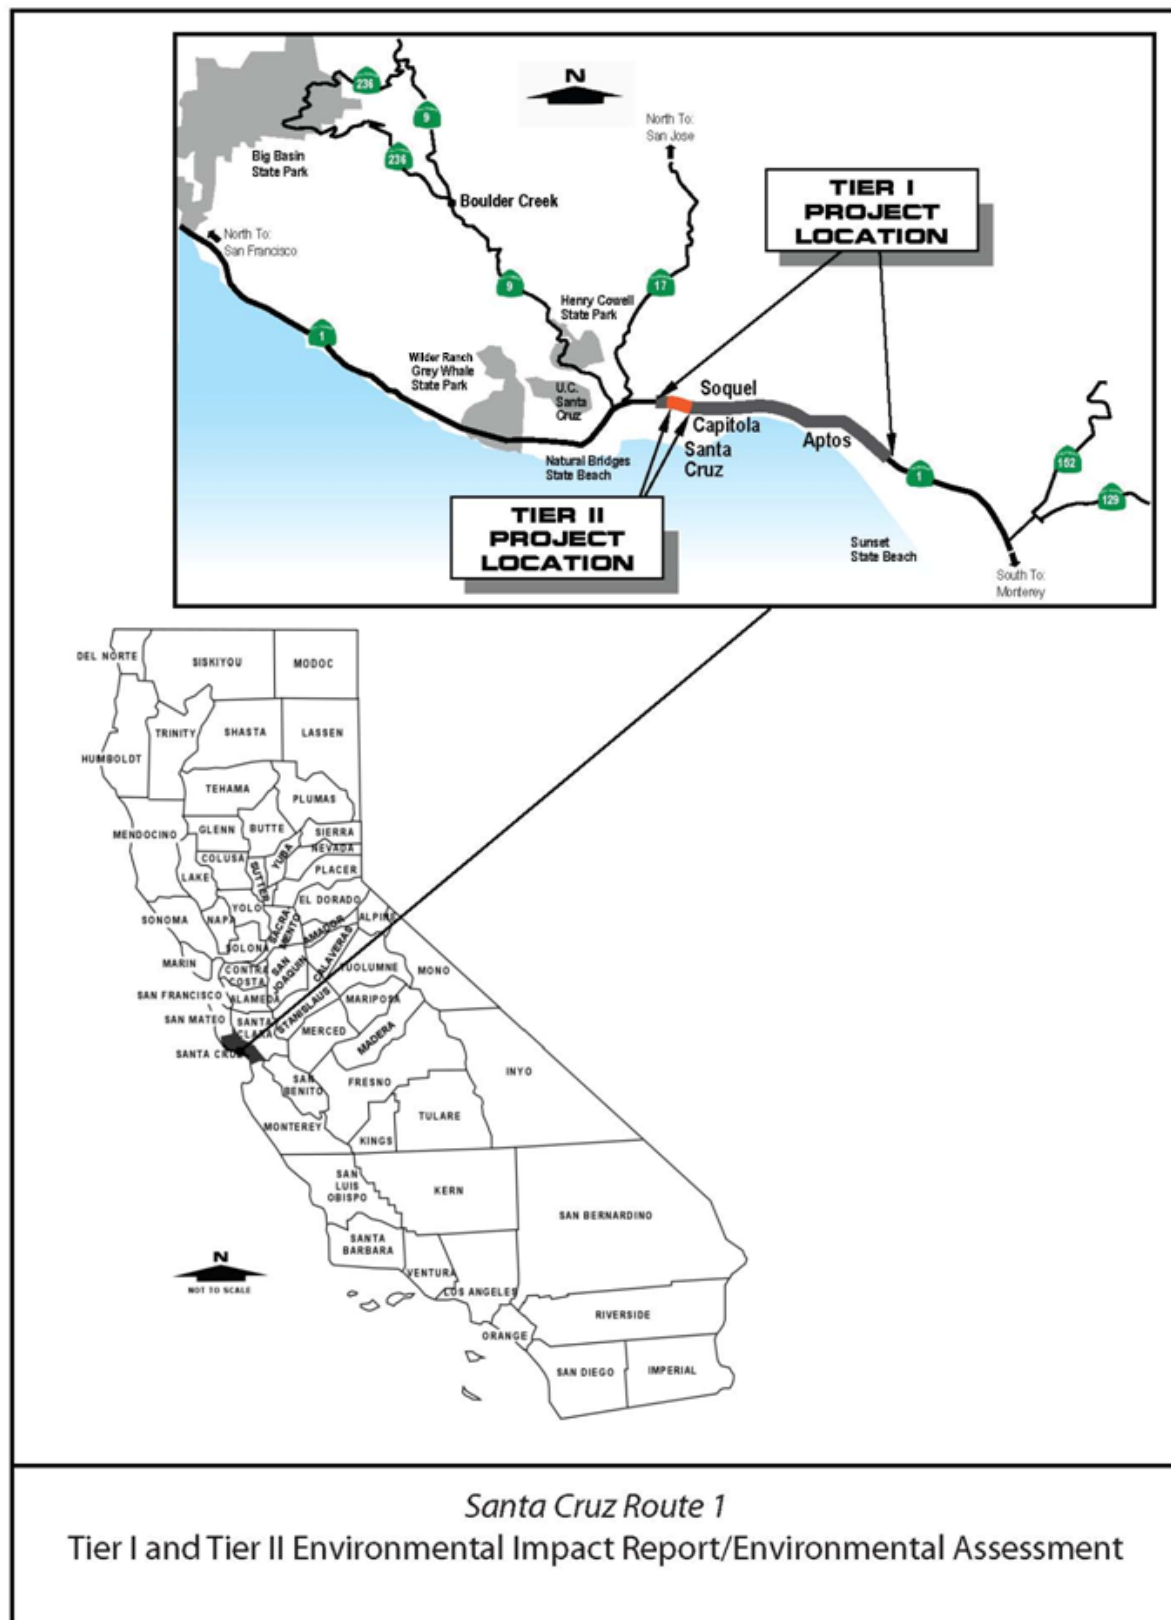 236
9
N
North To:
San Jose
Big Basin
State Park
236
Boulder Creek
TIER I
PROJECT
LOCATION
North To:
San Francisco
9
17
Henry Cowell
State Park
1
Wilder Ranch
Grey Whale
State Park
U.C.
Santa
Cruz
Soquel
Capitola
Santa
Cruz
Aptos
Natural Bridges
State Beach
152
1
129
TIER II
PROJECT
LOCATION
Sunset
State Beach
South To:
Monterey
DEL NORTE
SISKIYOU
MODOC
TRINITY
SHASTA
LASSEN
HUMBOLDT
TEHAMA
PLUMAS
MENDOCINO
GLENN
BUTTE
SIERRA
YUBA
NEVADA
COLUSA
SUTTER
PLACER
LAKE
EL DORADO
YOLO
SONOMA
NAPA
SACRA
MENTO
ALPINE
AMADOR
SOLONA
CALAVERAS
MARIN
CONTRA
COSTA
SAN
JOAQUIN
TUOLUMNE
MONO
SAN FRANCISCO
ALAMEDA
STANISLAUS
MARIPOSA
SAN MATEO
SANTA
CLARA
MERCED
MADERA
SANTA CRUZ
INYO
SAN
BENITO
FRESNO
TULARE
MONTEREY
KINGS
SAN
LUIS
OBISPO
KERN
SAN BERNARDINO
SANTA
BARBARA
N
NOT TO SCALE
VENTURA
LOS ANGELES
RIVERSIDE
ORANGE
SAN DIEGO
IMPERIAL
Santa Cruz Route 1
Tier I and Tier II Environmental Impact Report/Environmental Assessment